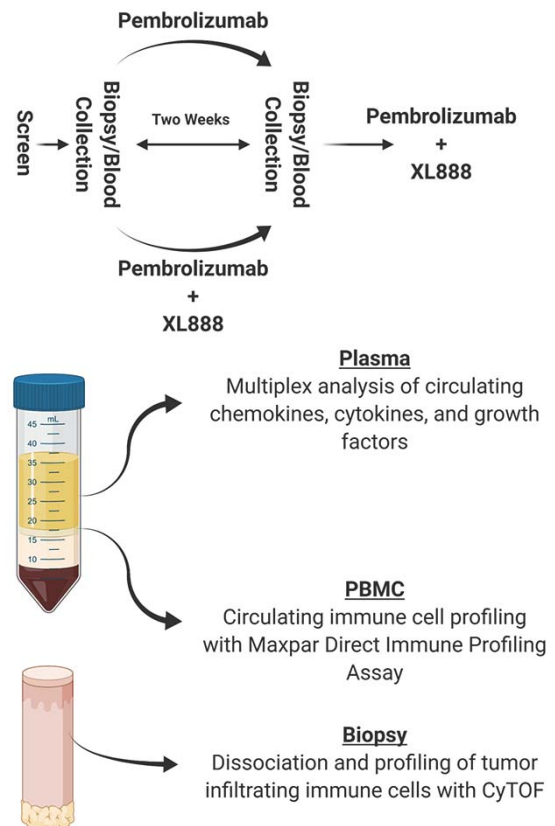 Pembrolizumab
Screen
Biopsy/Blood
Collection
Two Weeks
Biopsy/Blood
Collection
Pembrolizumab
+
XL888
Pembrolizumab
+
XL888
Plasma
Multiplex analysis of circulating
chemokines, cytokines, and growth
factors
mL
45
40
35
30
25
20
15
10
PBMC
Circulating immune cell profiling
with Maxpar Direct Immune Profiling
Assay
Biopsy
Dissociation and profiling of tumor
infiltrating immune cells with CyTOF